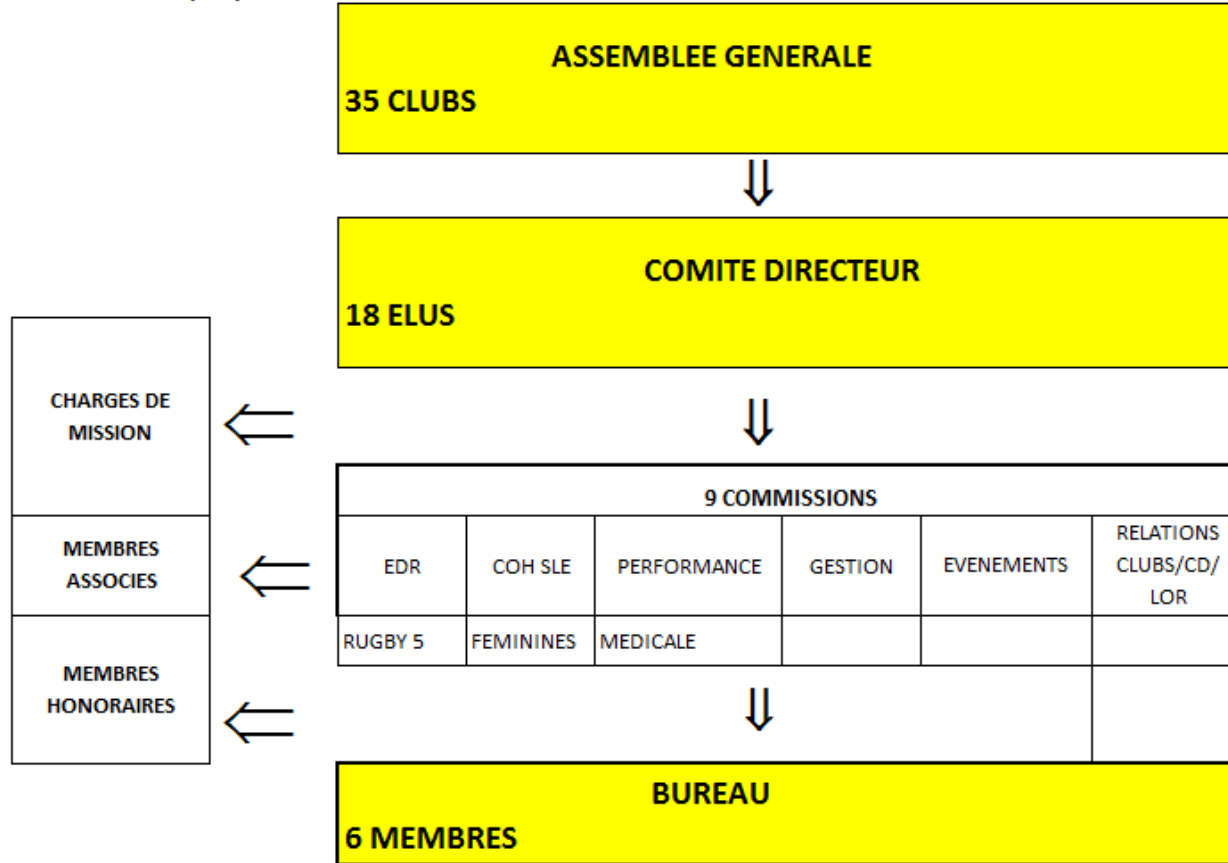 ASSEMBLEE GENERALE
35 CLUBS
COMITE DIRECTEUR
18 ELUS
CHARGES DE
MISSION
MEMBRES
ASSOCIES
MEMBRES
HONORAIRES
9 COMMISSIONS
EDR
COH SLE
PERFORMANCE
GESTION
EVENEMENTS
RELATIONS
CLUBS/CD/
LOR
RUGBY 5
FEMININES
MEDICALE
BUREAU
6 MEMBRES